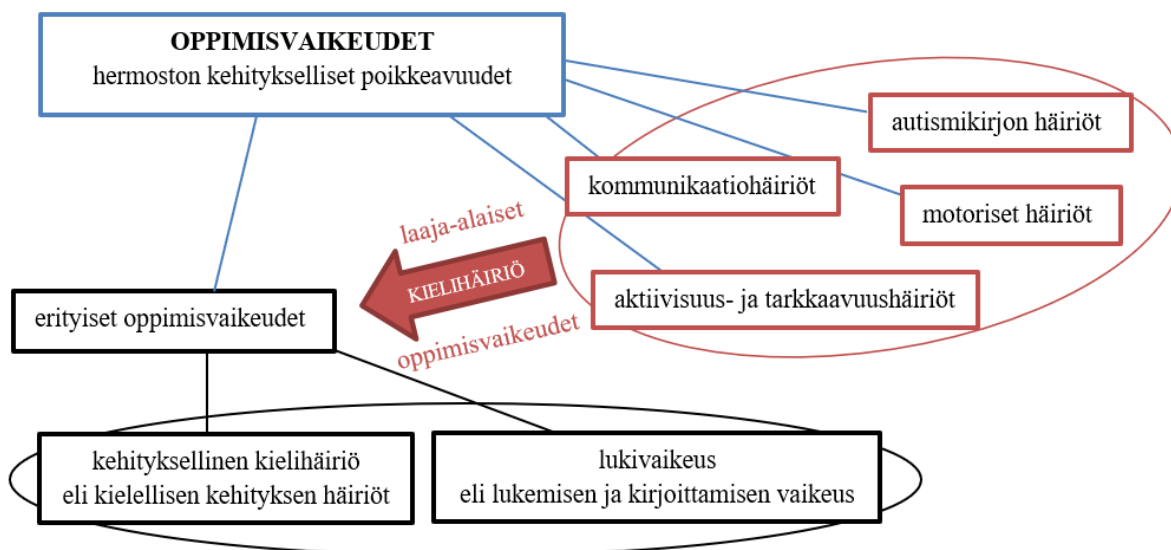 OPPIMISVAIKEUDET
hermoston kehitykselliset poikkeavuudet
autismikirjon häiriöt
kommunikaatiohäiriöt
motoriset häiriöt
laaja-alaiset
KIELIHÄIRIÖ
aktiivisuus- ja tarkkaavuushäiriöt
erityiset oppimisvaikeudet
oppimisvaikeudet
kehityksellinen kielihäiriö
eli kielellisen kehityksen häiriöt
lukivaikeus
eli lukemisen ja kirjoittamisen vaikeus